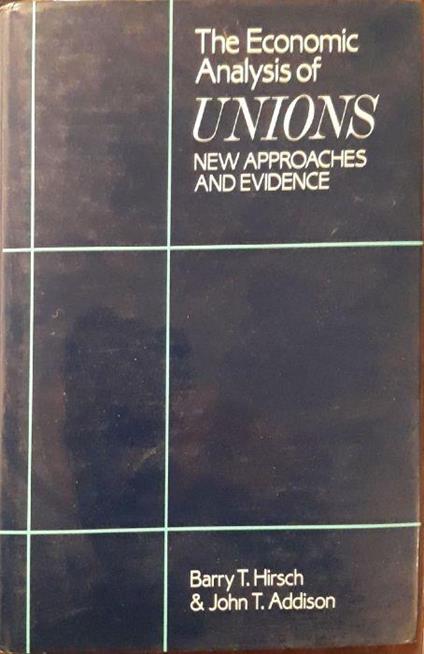 The Economic
Analysis of
UNIONS
NEW APPROACHES
AND EVIDENCE
Barry T. Hirsch
& John T. Addison